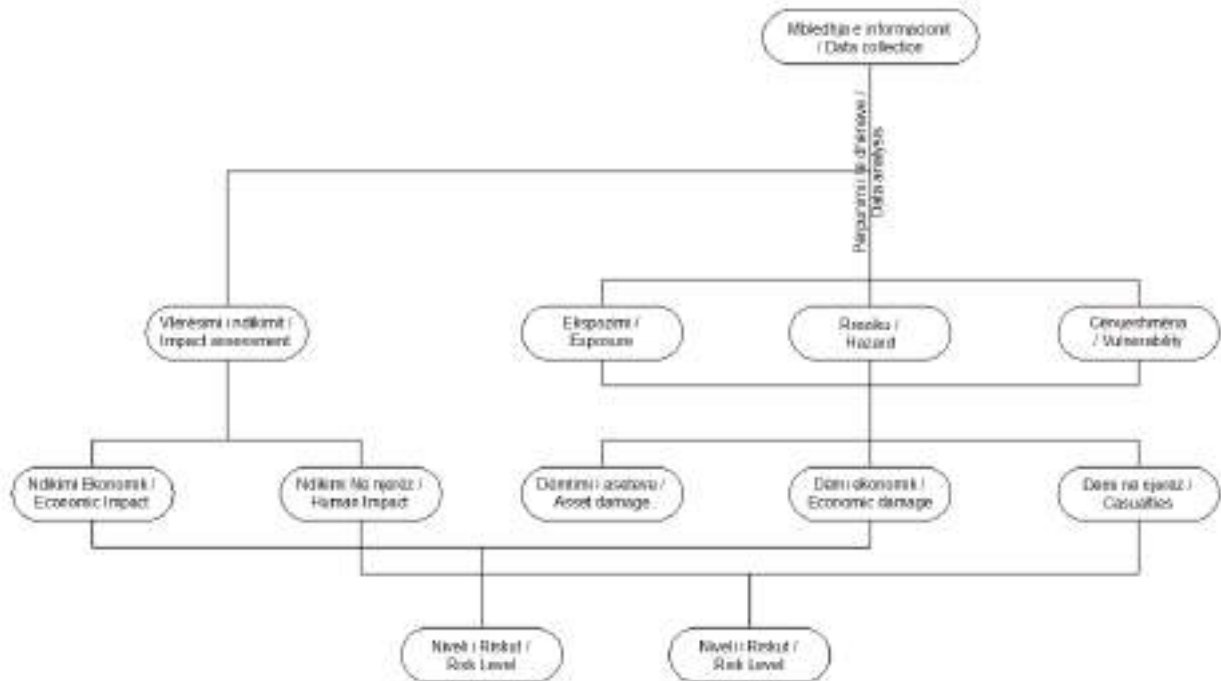 Mbledhja e informacionit
/ Data collection
Përpunimi i të dhënave /
Data analysis
Vlerësimi i ndikimit /
Impact assessment
Ekspozimi /
Exposure
Rreziku /
Hazard
Cënueshmëria
/ Vulnerability
Ndikimi Ekonomik /
Economic Impact
Ndikimi Në njerëz /
Human Impact
Dëmtimi i aseteve /
Asset damage
Dëmi ekonomik /
Economic damage
Dëmi në njerëz /
Casualties
Niveli i Riskut /
Risk Level
Niveli i Riskut /
Risk Level